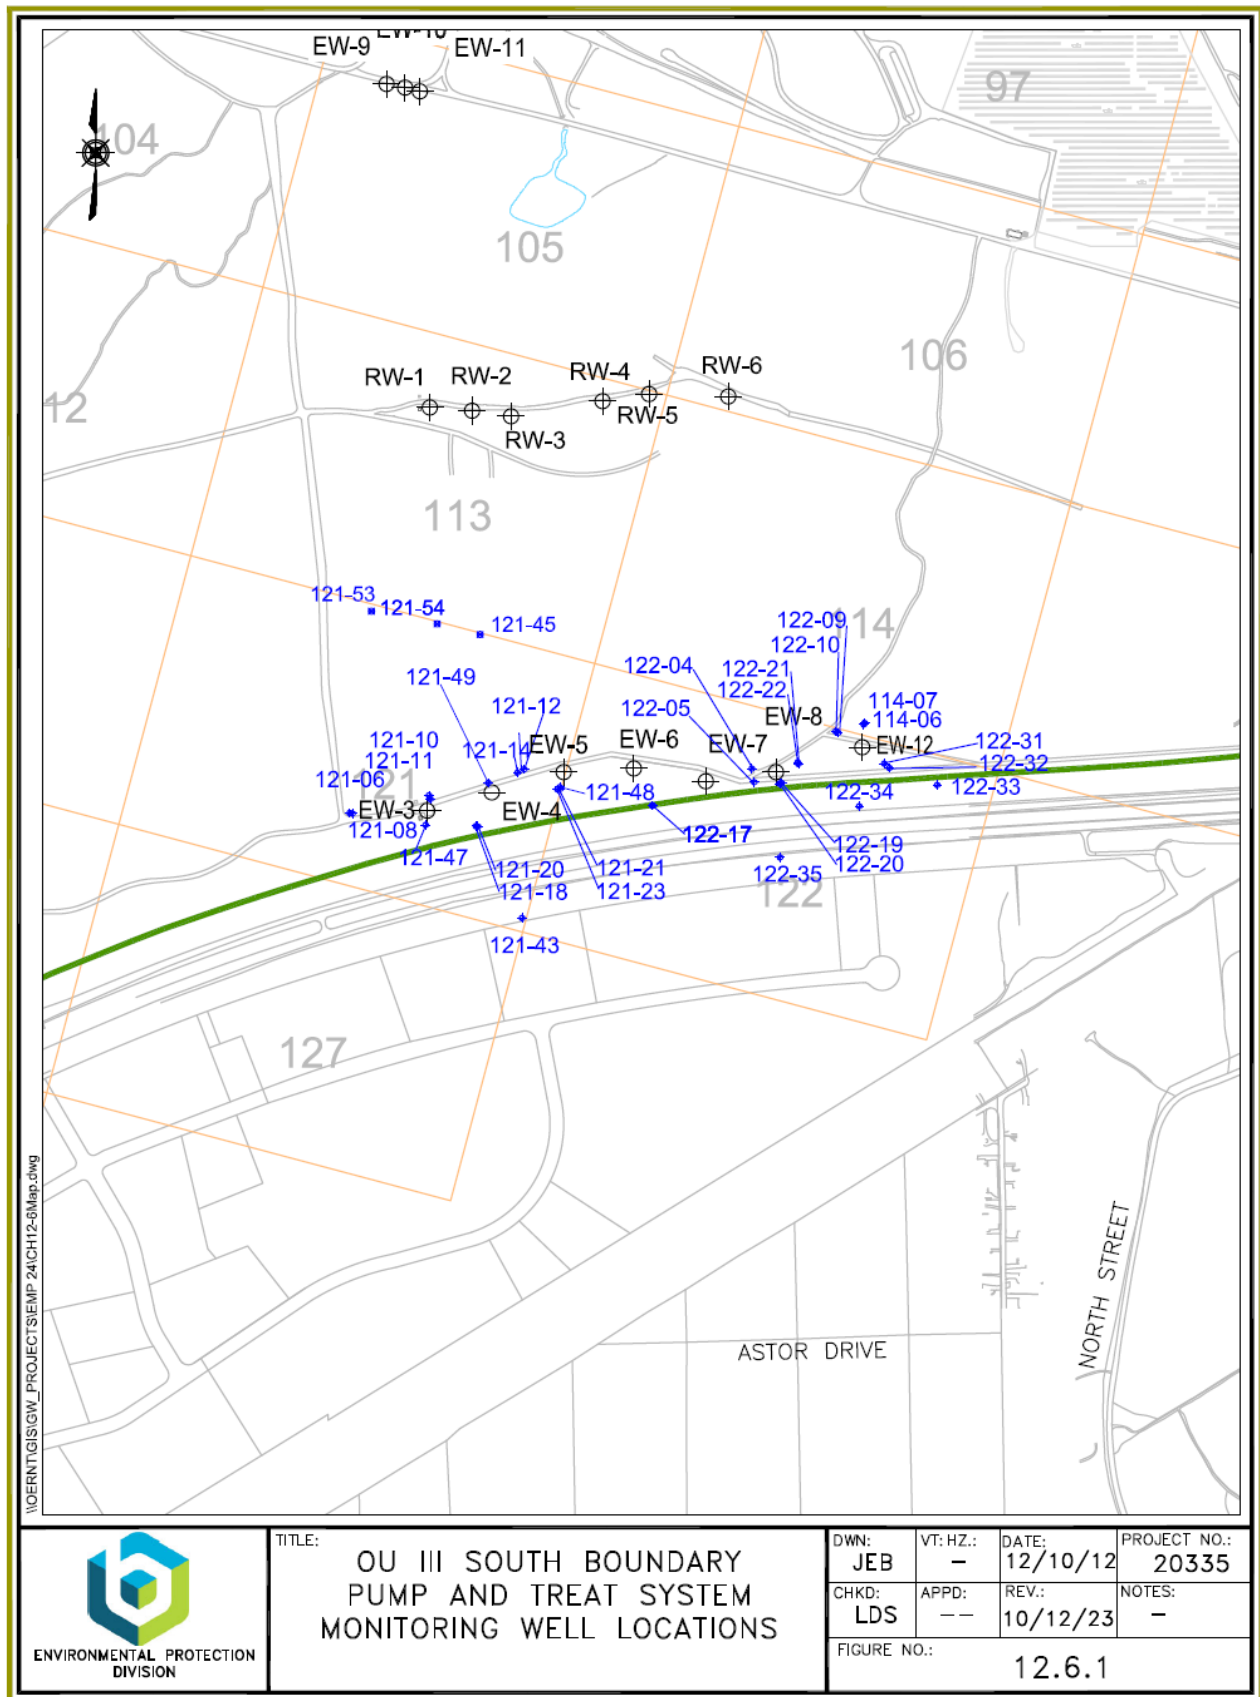 EW-9
EW-10
EW-11
97
104
105
106
RW-1
RW-2
RW-3
RW-4
RW-5
RW-6
12
113
121-53
121-54
121-45
114
122-09
122-10
122-04
122-21
122-22
122-05
121-49
121-12
121-14
EW-5
EW-6
EW-7
EW-8
114-07
114-06
EW-12
122-31
122-32
122-33
122-34
121-10
121-11
121-06
121
EW-3
EW-4
121-48
121-08
121-47
122-17
122-19
122-20
122-35
122
121-20
121-18
121-21
121-23
121-43
127
NORTH STREET
ASTOR DRIVE
\\OERNT\GIS\GW_PROJECTS\EMP 24\CH12-6Map.dwg
ENVIRONMENTAL PROTECTION
DIVISION
TITLE:
OU III SOUTH BOUNDARY
PUMP AND TREAT SYSTEM
MONITORING WELL LOCATIONS
DWN:
JEB
VT: HZ.:
–
DATE:
12/10/12
PROJECT NO.:
20335
CHKD:
LDS
APPD:
––
REV.:
10/12/23
NOTES:
–
FIGURE NO.:
12.6.1